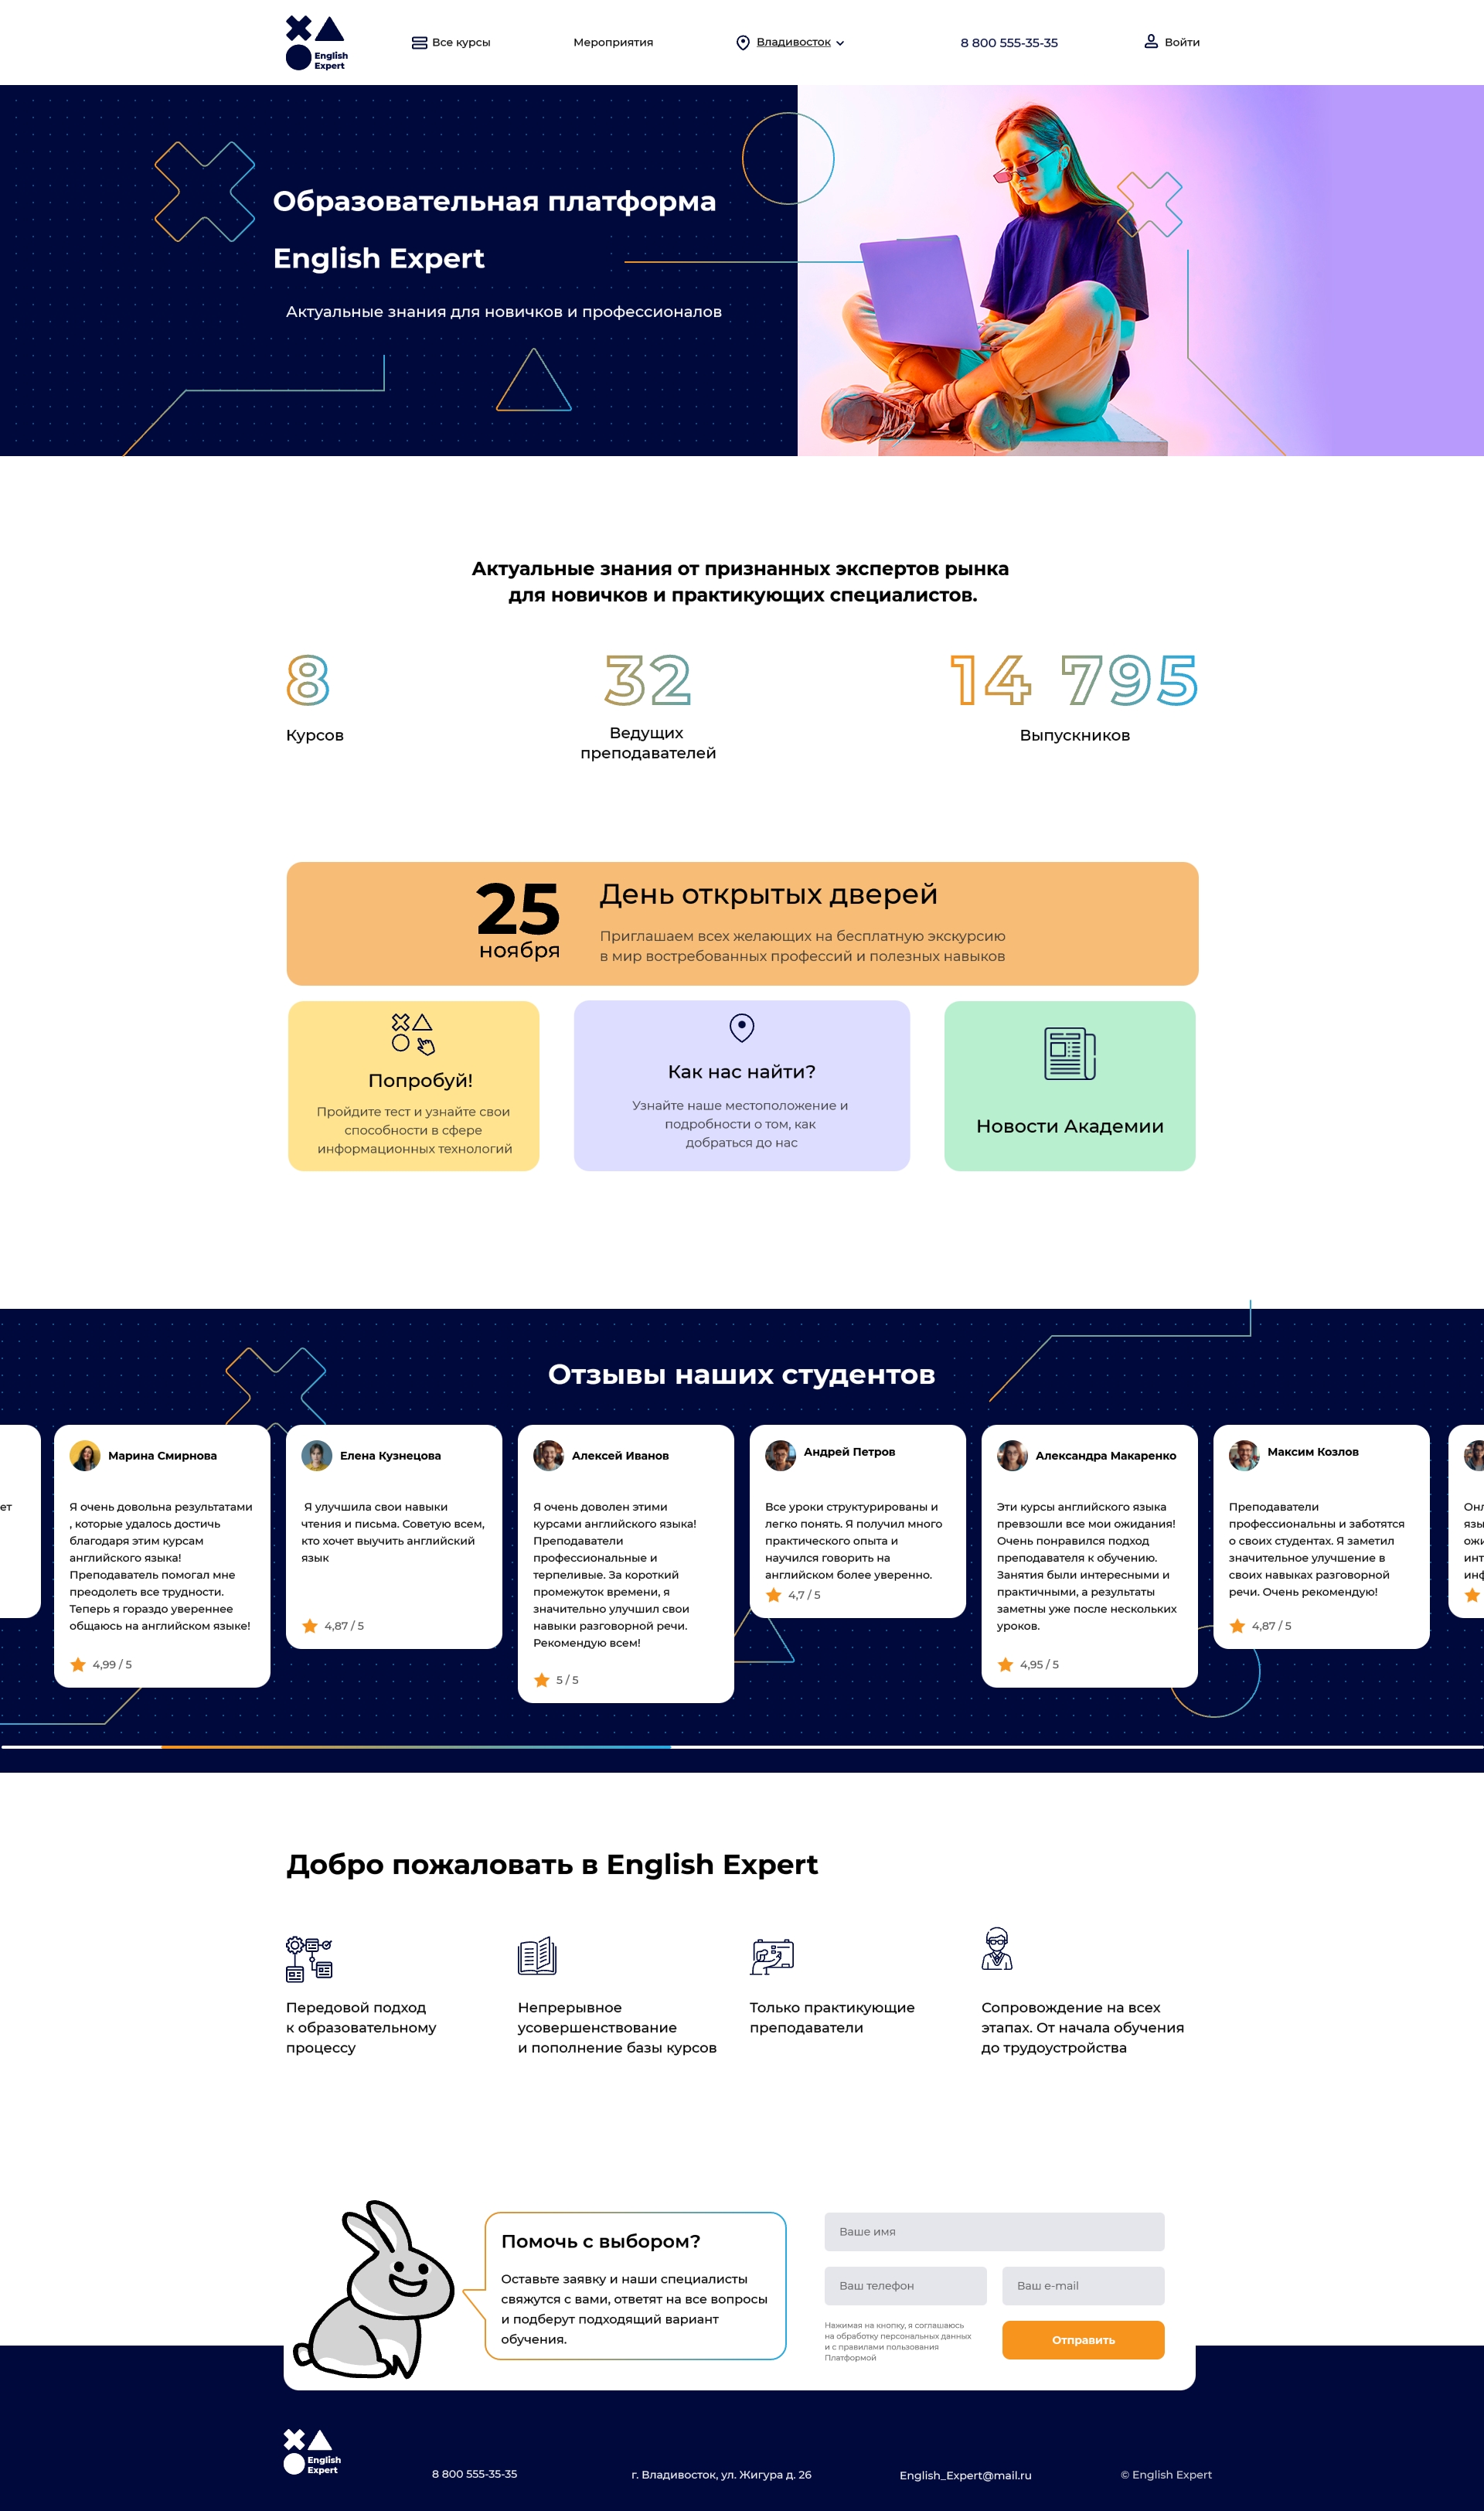 English
Expert
Все курсы
Мероприятия
Владивосток
8 800 555-35-35
Войти
Образовательная платформа
English Expert
Актуальные знания для новичков и профессионалов
Актуальные знания от признанных экспертов рынка
для новичков и практикующих специалистов.
8
Курсов
32
Ведущих
преподавателей
14 795
Выпускников
25
ноября
День открытых дверей
Приглашаем всех желающих на бесплатную экскурсию
в мир востребованных профессий и полезных навыков
Попробуй!
Пройдите тест и узнайте свои
способности в сфере
информационных технологий
Как нас найти?
Узнайте наше местоположение и
подробности о том, как
добраться до нас
Новости Академии
Отзывы наших студентов
ет
Марина Смирнова
Я очень довольна результатами
, которые удалось достичь
благодаря этим курсам
английского языка!
Преподаватель помогал мне
преодолеть все трудности.
Теперь я гораздо увереннее
общаюсь на английском языке!
4,99 / 5
Елена Кузнецова
Я улучшила свои навыки
чтения и письма. Советую всем,
кто хочет выучить английский
язык
4,87 / 5
Алексей Иванов
Я очень доволен этими
курсами английского языка!
Преподаватели
профессиональные и
терпеливые. За короткий
промежуток времени, я
значительно улучшил свои
навыки разговорной речи.
Рекомендую всем!
5 / 5
Андрей Петров
Все уроки структурированы и
легко понять. Я получил много
практического опыта и
научился говорить на
английском более уверенно.
4,7 / 5
Александра Макаренко
Эти курсы английского языка
превзошли все мои ожидания!
Очень понравился подход
преподавателя к обучению.
Занятия были интересными и
практичными, а результаты
заметны уже после нескольких
уроков.
4,95 / 5
Максим Козлов
Преподаватели
профессиональны и заботятся
о своих студентах. Я заметил
значительное улучшение в
своих навыках разговорной
речи. Очень рекомендую!
4,87 / 5
Добро пожаловать в English Expert
Передовой подход
к образовательному
процессу
Непрерывное
усовершенствование
и пополнение базы курсов
Только практикующие
преподаватели
Сопровождение на всех
этапах. От начала обучения
до трудоустройства
Помочь с выбором?
Оставьте заявку и наши специалисты
свяжутся с вами, ответят на все вопросы
и подберут подходящий вариант
обучения.
Ваше имя
Ваш телефон
Ваш e-mail
Нажимая на кнопку, я соглашаюсь
на обработку персональных данных
и с правилами пользования
Платформой
Отправить
English
Expert
8 800 555-35-35
г. Владивосток, ул. Жигура д. 26
English_Expert@mail.ru
© English Expert